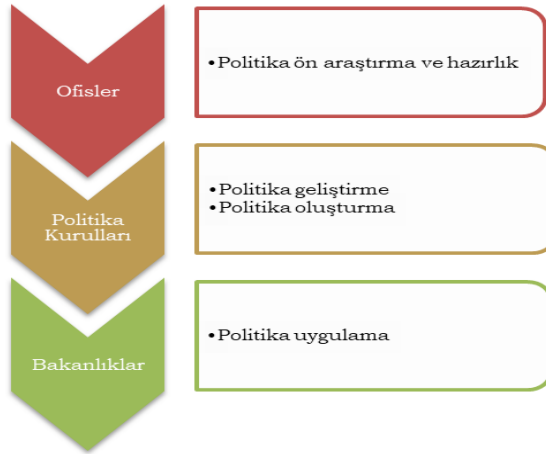 Ofisler
•Politika ön araştırma ve hazırlık
Politika
Kurulları
•Politika geliştirme
•Politika oluşturma
Bakanlıklar
•Politika uygulama